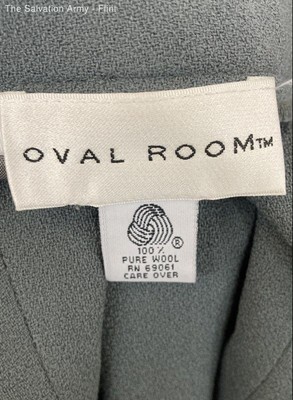 The Salvation Army - Flint
OVAL ROOM™
®
100%
PURE WOOL
RN 69061
CARE OVER